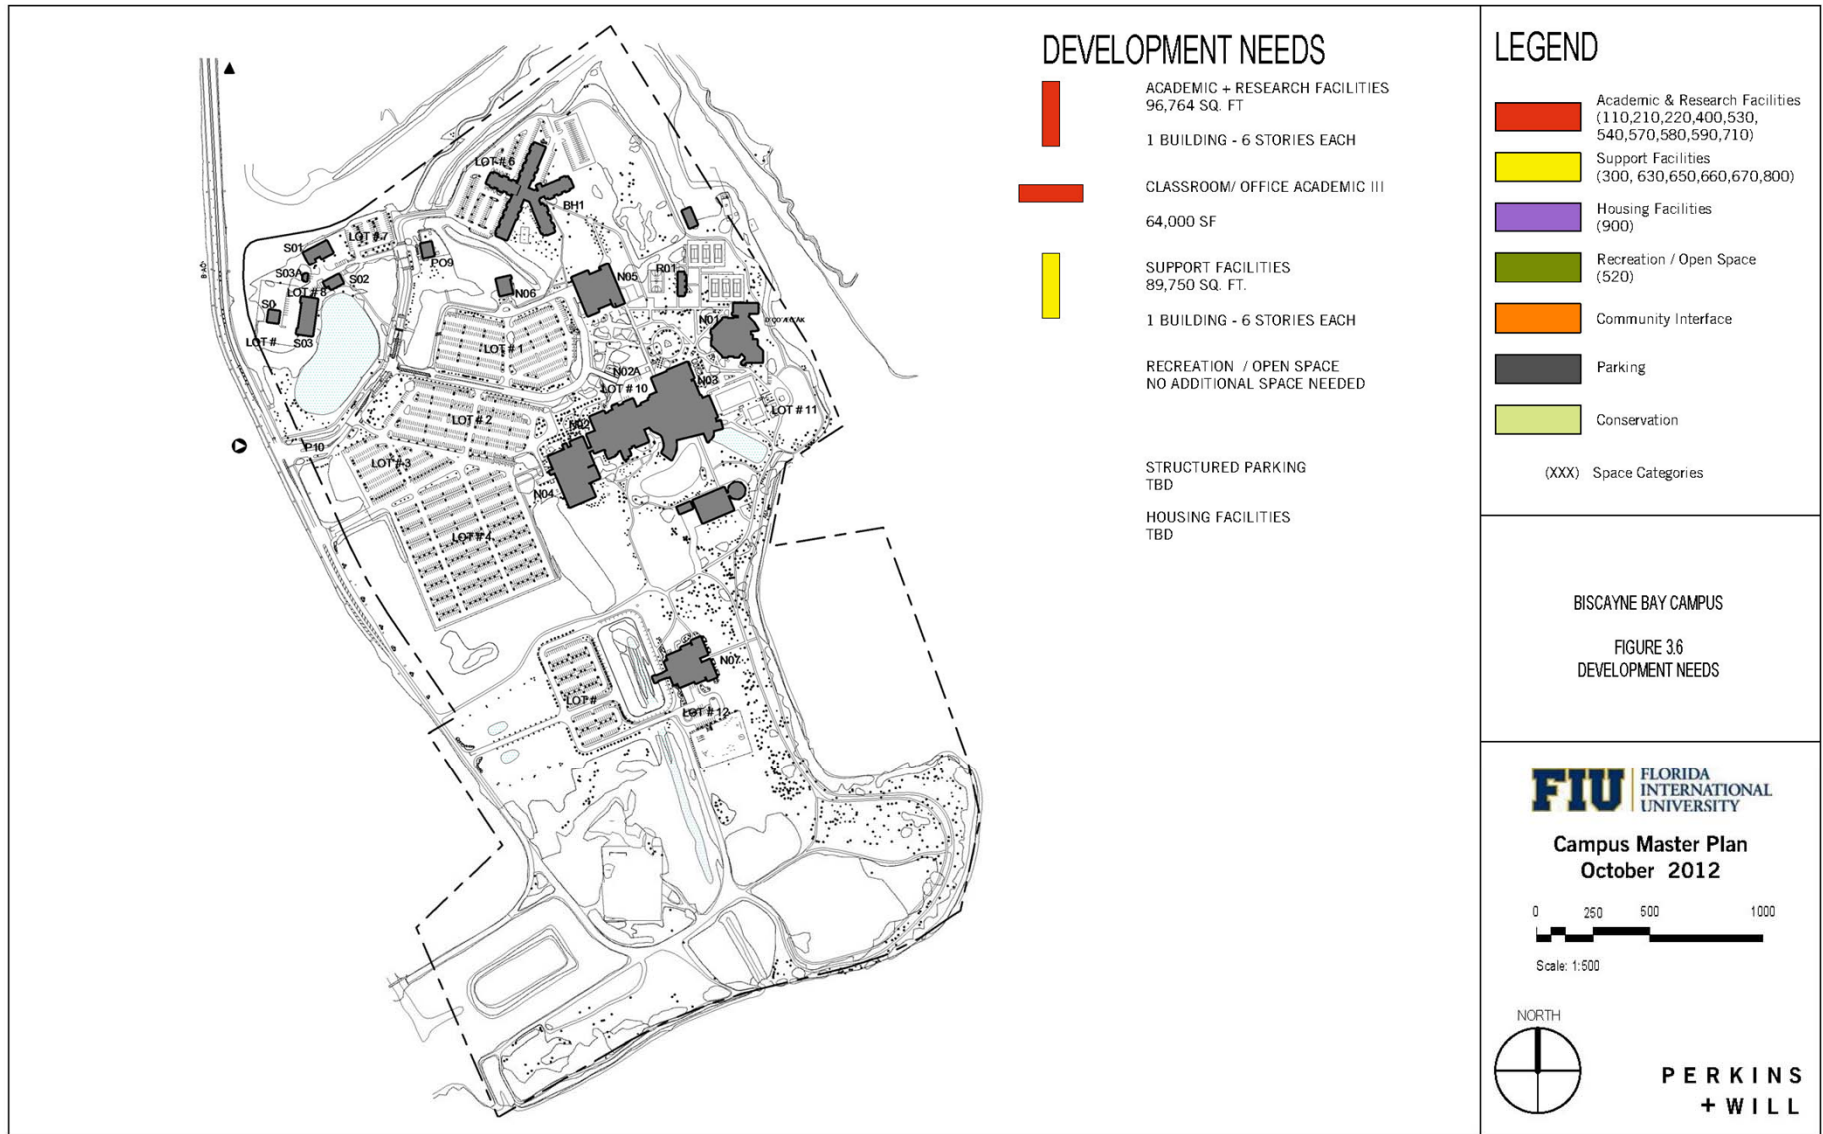 LOT # 6
BH1
LOT # 7
S01
PO9
S03A
S02
LOT # 8
S0
N06
N05
R01
LOT #
S03
N01
LOT # 1
N02A
N03
LOT # 10
LOT # 11
LOT # 2
N02
P10
LOT # 3
N04
LOT # 4
N07
LOT #
LOT # 12
DEVELOPMENT NEEDS
ACADEMIC + RESEARCH FACILITIES
96,764 SQ. FT
1 BUILDING - 6 STORIES EACH
CLASSROOM/ OFFICE ACADEMIC III
64,000 SF
SUPPORT FACILITIES
89,750 SQ. FT.
1 BUILDING - 6 STORIES EACH
RECREATION / OPEN SPACE
NO ADDITIONAL SPACE NEEDED
STRUCTURED PARKING
TBD
HOUSING FACILITIES
TBD
LEGEND
Academic & Research Facilities
(110,210,220,400,530,
540,570,580,590,710)
Support Facilities
(300, 630,650,660,670,800)
Housing Facilities
(900)
Recreation / Open Space
(520)
Community Interface
Parking
Conservation
(XXX) Space Categories
BISCAYNE BAY CAMPUS
FIGURE 3.6
DEVELOPMENT NEEDS
FIU
FLORIDA
INTERNATIONAL
UNIVERSITY
Campus Master Plan
October 2012
0 250 500 1000
Scale: 1:500
NORTH
PERKINS
+ WILL